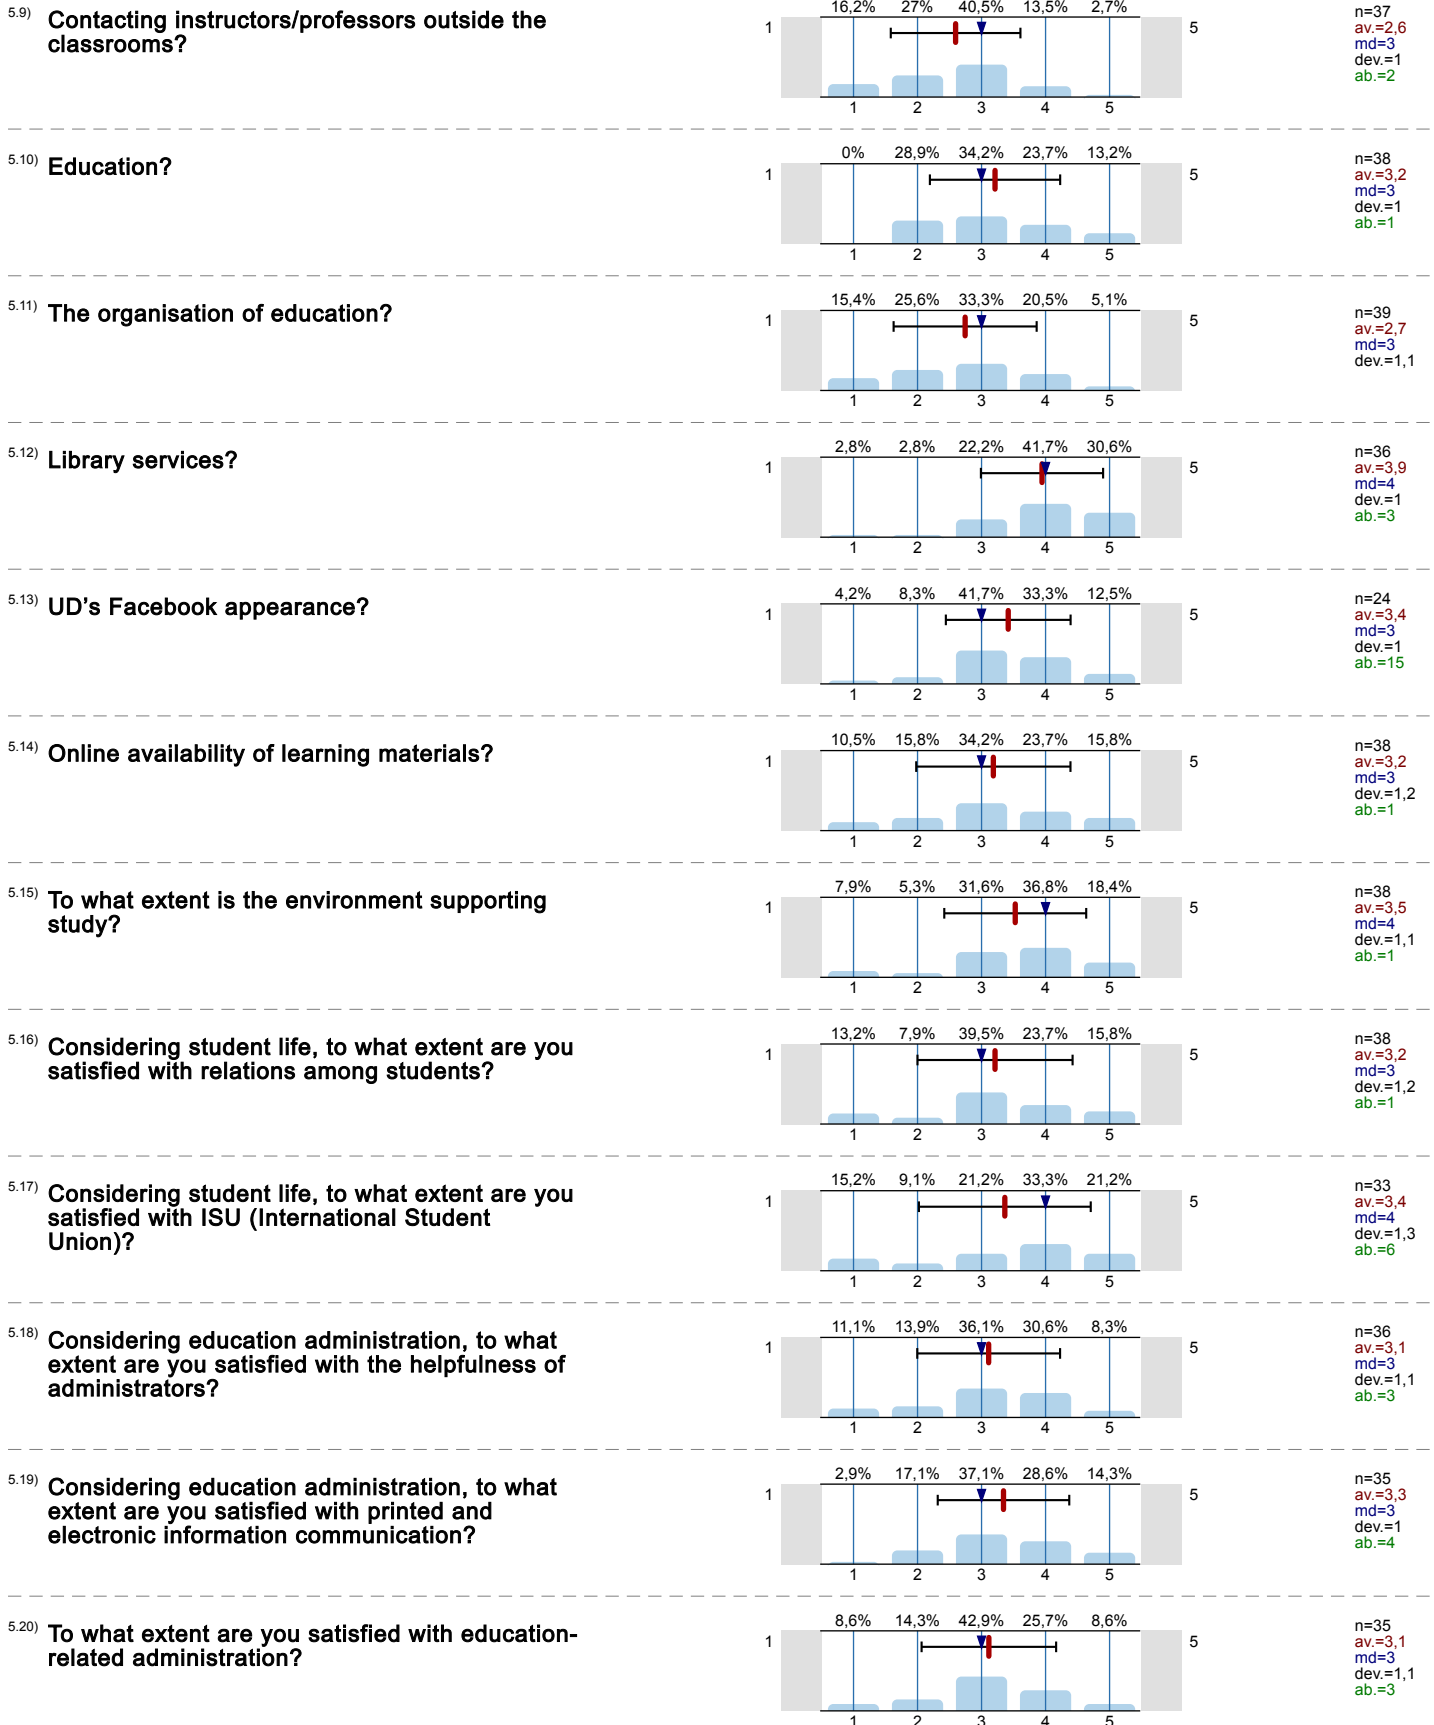 5.9) Contacting instructors/professors outside the
classrooms?
16,2% 27% 40,5% 13,5% 2,7%
1 5
1 2 3 4 5
n=37
av.=2,6
md=3
dev.=1
ab.=2
5.10) Education?
0% 28,9% 34,2% 23,7% 13,2%
1 5
1 2 3 4 5
n=38
av.=3,2
md=3
dev.=1
ab.=1
5.11) The organisation of education?
15,4% 25,6% 33,3% 20,5% 5,1%
1 5
1 2 3 4 5
n=39
av.=2,7
md=3
dev.=1,1
5.12) Library services?
2,8% 2,8% 22,2% 41,7% 30,6%
1 5
1 2 3 4 5
n=36
av.=3,9
md=4
dev.=1
ab.=3
5.13) UD's Facebook appearance?
4,2% 8,3% 41,7% 33,3% 12,5%
1 5
1 2 3 4 5
n=24
av.=3,4
md=3
dev.=1
ab.=15
5.14) Online availability of learning materials?
10,5% 15,8% 34,2% 23,7% 15,8%
1 5
1 2 3 4 5
n=38
av.=3,2
md=3
dev.=1,2
ab.=1
5.15) To what extent is the environment supporting
study?
7,9% 5,3% 31,6% 36,8% 18,4%
1 5
1 2 3 4 5
n=38
av.=3,5
md=4
dev.=1,1
ab.=1
5.16) Considering student life, to what extent are you
satisfied with relations among students?
13,2% 7,9% 39,5% 23,7% 15,8%
1 5
1 2 3 4 5
n=38
av.=3,2
md=3
dev.=1,2
ab.=1
5.17) Considering student life, to what extent are you
satisfied with ISU (International Student
Union)?
15,2% 9,1% 21,2% 33,3% 21,2%
1 5
1 2 3 4 5
n=33
av.=3,4
md=4
dev.=1,3
ab.=6
5.18) Considering education administration, to what
extent are you satisfied with the helpfulness of
administrators?
11,1% 13,9% 36,1% 30,6% 8,3%
1 5
1 2 3 4 5
n=36
av.=3,1
md=3
dev.=1,1
ab.=3
5.19) Considering education administration, to what
extent are you satisfied with printed and
electronic information communication?
2,9% 17,1% 37,1% 28,6% 14,3%
1 5
1 2 3 4 5
n=35
av.=3,3
md=3
dev.=1
ab.=4
5.20) To what extent are you satisfied with education-
related administration?
8,6% 14,3% 42,9% 25,7% 8,6%
1 5
1 2 3 4 5
n=35
av.=3,1
md=3
dev.=1,1
ab.=3